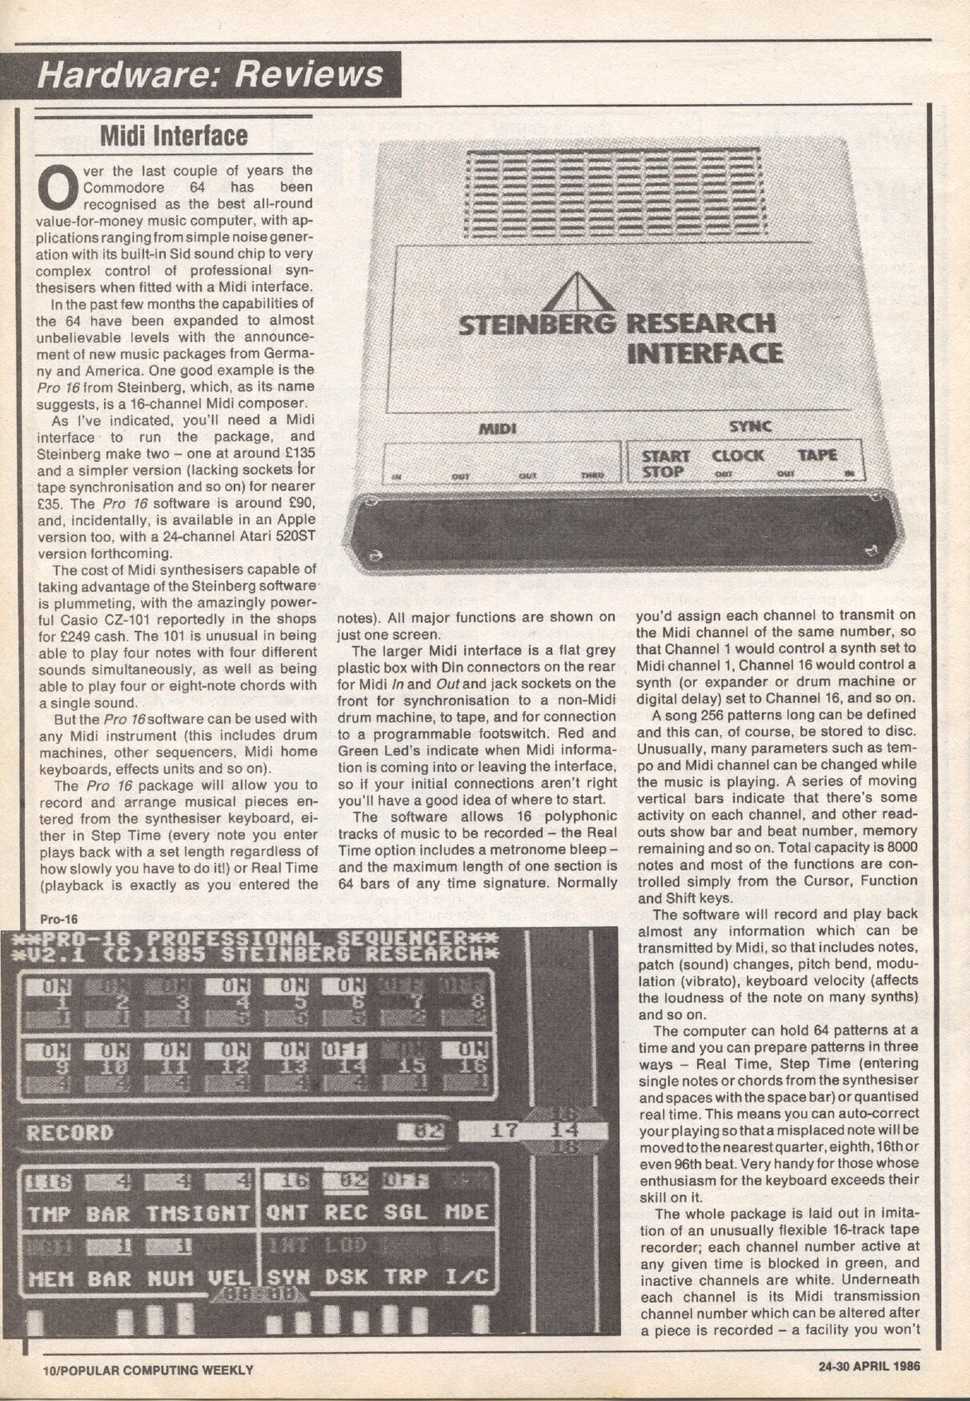 Hardware: Reviews
Midi Interface
Over the last couple of years the
Commodore 64 has been
recognised as the best all-round
value-for-money music computer, with ap-
plications ranging from simple noise gener-
ation with its built-in Sid sound chip to very
complex control of professional syn-
thesisers when fitted with a Midi interface.
In the past few months the capabilities of
the 64 have been expanded to almost
unbelievable levels with the announce-
ment of new music packages from Germa-
ny and America. One good example is the
Pro 16 from Steinberg, which, as its name
suggests, is a 16-channel Midi composer.
As I've indicated, you'll need a Midi
interface to run the package, and
Steinberg make two – one at around £135
and a simpler version (lacking sockets for
tape synchronisation and so on) for nearer
£35. The Pro 16 software is around £90,
and, incidentally, is available in an Apple
version too, with a 24-channel Atari 520ST
version forthcoming.
The cost of Midi synthesisers capable of
taking advantage of the Steinberg software
is plummeting, with the amazingly power-
ful Casio CZ-101 reportedly in the shops
for £249 cash. The 101 is unusual in being
able to play four notes with four different
sounds simultaneously, as well as being
able to play four or eight-note chords with
a single sound.
But the Pro 16 software can be used with
any Midi instrument (this includes drum
machines, other sequencers, Midi home
keyboards, effects units and so on).
The Pro 16 package will allow you to
record and arrange musical pieces en-
tered from the synthesiser keyboard, ei-
ther in Step Time (every note you enter
plays back with a set length regardless of
how slowly you have to do it!) or Real Time
(playback is exactly as you entered the
STEINBERG RESEARCH
INTERFACE
MIDI
SYNC
IN OUT OUT THRU
START CLOCK TAPE
STOP OUT OUT IN
notes). All major functions are shown on
just one screen.
The larger Midi interface is a flat grey
plastic box with Din connectors on the rear
for Midi In and Out and jack sockets on the
front for synchronisation to a non-Midi
drum machine, to tape, and for connection
to a programmable footswitch. Red and
Green Led's indicate when Midi informa-
tion is coming into or leaving the interface,
so if your initial connections aren't right
you'll have a good idea of where to start.
The software allows 16 polyphonic
tracks of music to be recorded – the Real
Time option includes a metronome bleep –
and the maximum length of one section is
64 bars of any time signature. Normally
you'd assign each channel to transmit on
the Midi channel of the same number, so
that Channel 1 would control a synth set to
Midi channel 1, Channel 16 would control a
synth (or expander or drum machine or
digital delay) set to Channel 16, and so on.
A song 256 patterns long can be defined
and this can, of course, be stored to disc.
Unusually, many parameters such as tem-
po and Midi channel can be changed while
the music is playing. A series of moving
vertical bars indicate that there's some
activity on each channel, and other read-
outs show bar and beat number, memory
remaining and so on. Total capacity is 8000
notes and most of the functions are con-
trolled simply from the Cursor, Function
and Shift keys.
The software will record and play back
almost any information which can be
transmitted by Midi, so that includes notes,
patch (sound) changes, pitch bend, modu-
lation (vibrato), keyboard velocity (affects
the loudness of the note on many synths)
and so on.
The computer can hold 64 patterns at a
time and you can prepare patterns in three
ways – Real Time, Step Time (entering
single notes or chords from the synthesiser
and spaces with the space bar) or quantised
real time. This means you can auto-correct
your playing so that a misplaced note will be
moved to the nearest quarter, eighth, 16th or
even 96th beat. Very handy for those whose
enthusiasm for the keyboard exceeds their
skill on it.
The whole package is laid out in imita-
tion of an unusually flexible 16-track tape
recorder; each channel number active at
any given time is blocked in green, and
inactive channels are white. Underneath
each channel is its Midi transmission
channel number which can be altered after
a piece is recorded – a facility you won't
Pro-16
**PRO-16 PROFESSIONAL SEQUENCER**
*V2.1 (C)1985 STEINBERG RESEARCH*
ON ON ON ON ON ON OFF OFF
1 2 3 4 5 6 7 8
1 1 1 5 5 5 2 2
ON ON ON ON ON OFF ON ON
9 10 11 12 13 14 15 16
4 4 4 4 4 4 1 1
16
RECORD 02 17 14
18
116 4 4 4 16 02 OFF
TMP BAR TMSIGNT QNT REC SGL MDE
1 1 INT LOD
MEM BAR NUM VEL SYN DSK TRP I/C
00:00
10/POPULAR COMPUTING WEEKLY
24-30 APRIL 1986